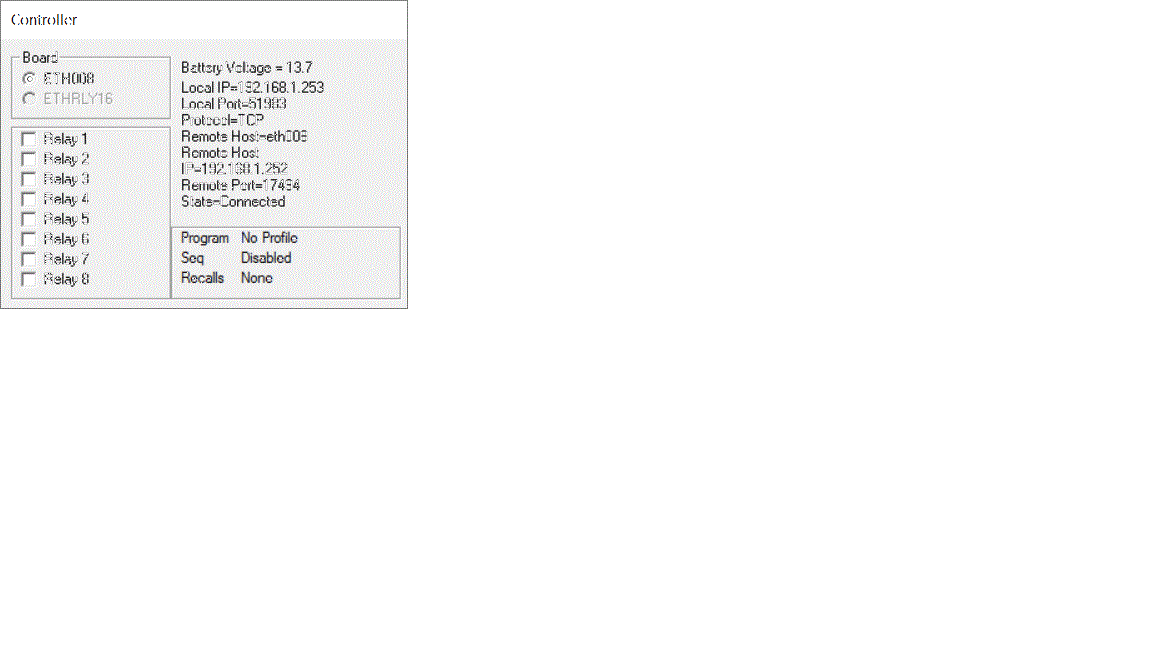 Controller
Board
ETH008
ETHRLY16
Relay 1
Relay 2
Relay 3
Relay 4
Relay 5
Relay 6
Relay 7
Relay 8
Battery Voltage = 13.7
Local IP=192.168.1.253
Local Port=51983
Protocol=TCP
Remote Host=eth008
Remote Host
IP=192.168.1.252
Remote Port=17494
State=Connected
Program No Profile
Seq Disabled
Recalls None